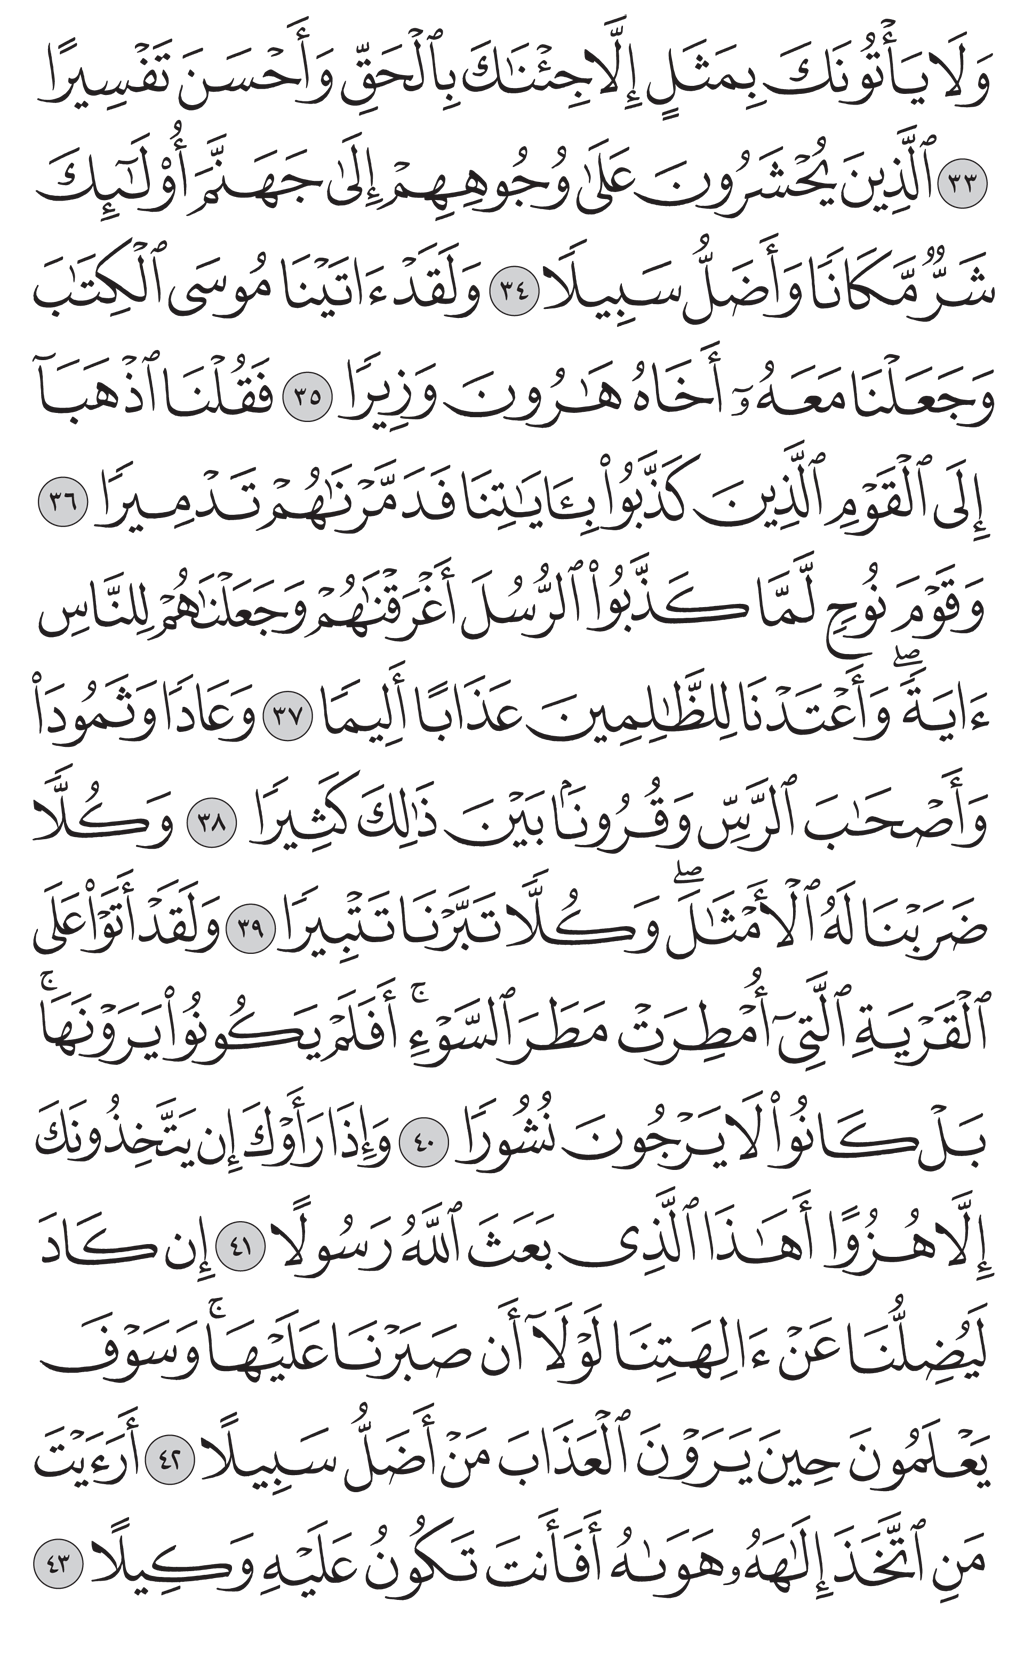 وَلَا يَأْتُونَكَ بِمَثَلٍ إِلَّا جِئْنَٰكَ بِٱلْحَقِّ وَأَحْسَنَ تَفْسِيرًا
٣٣ ٱلَّذِينَ يُحْشَرُونَ عَلَىٰ وُجُوهِهِمْ إِلَىٰ جَهَنَّمَ أُو۟لَٰٓئِكَ
شَرٌّ مَّكَانًا وَأَضَلُّ سَبِيلًا ٣٤ وَلَقَدْ ءَاتَيْنَا مُوسَى ٱلْكِتَٰبَ
وَجَعَلْنَا مَعَهُۥٓ أَخَاهُ هَٰرُونَ وَزِيرًا ٣٥ فَقُلْنَا ٱذْهَبَآ
إِلَى ٱلْقَوْمِ ٱلَّذِينَ كَذَّبُوا۟ بِـَٔايَٰتِنَا فَدَمَّرْنَٰهُمْ تَدْمِيرًا ٣٦
وَقَوْمَ نُوحٍ لَّمَّا كَذَّبُوا۟ ٱلرُّسُلَ أَغْرَقْنَٰهُمْ وَجَعَلْنَٰهُمْ لِلنَّاسِ
ءَايَةً ۖ وَأَعْتَدْنَا لِلظَّٰلِمِينَ عَذَابًا أَلِيمًا ٣٧ وَعَادًا وَثَمُودَا۟
وَأَصْحَٰبَ ٱلرَّسِّ وَقُرُونًۢا بَيْنَ ذَٰلِكَ كَثِيرًا ٣٨ وَكُلًّا
ضَرَبْنَا لَهُ ٱلْأَمْثَٰلَ ۖ وَكُلًّا تَبَّرْنَا تَتْبِيرًا ٣٩ وَلَقَدْ أَتَوْا۟ عَلَى
ٱلْقَرْيَةِ ٱلَّتِىٓ أُمْطِرَتْ مَطَرَ ٱلسَّوْءِ ۚ أَفَلَمْ يَكُونُوا۟ يَرَوْنَهَا ۚ
بَلْ كَانُوا۟ لَا يَرْجُونَ نُشُورًا ٤٠ وَإِذَا رَأَوْكَ إِن يَتَّخِذُونَكَ
إِلَّا هُزُوًا أَهَٰذَا ٱلَّذِى بَعَثَ ٱللَّهُ رَسُولًا ٤١ إِن كَادَ
لَيُضِلُّنَا عَنْ ءَالِهَتِنَا لَوْلَآ أَن صَبَرْنَا عَلَيْهَا ۚ وَسَوْفَ
يَعْلَمُونَ حِينَ يَرَوْنَ ٱلْعَذَابَ مَنْ أَضَلُّ سَبِيلًا ٤٢ أَرَءَيْتَ
مَنِ ٱتَّخَذَ إِلَٰهَهُۥ هَوَىٰهُ أَفَأَنتَ تَكُونُ عَلَيْهِ وَكِيلًا ٤٣